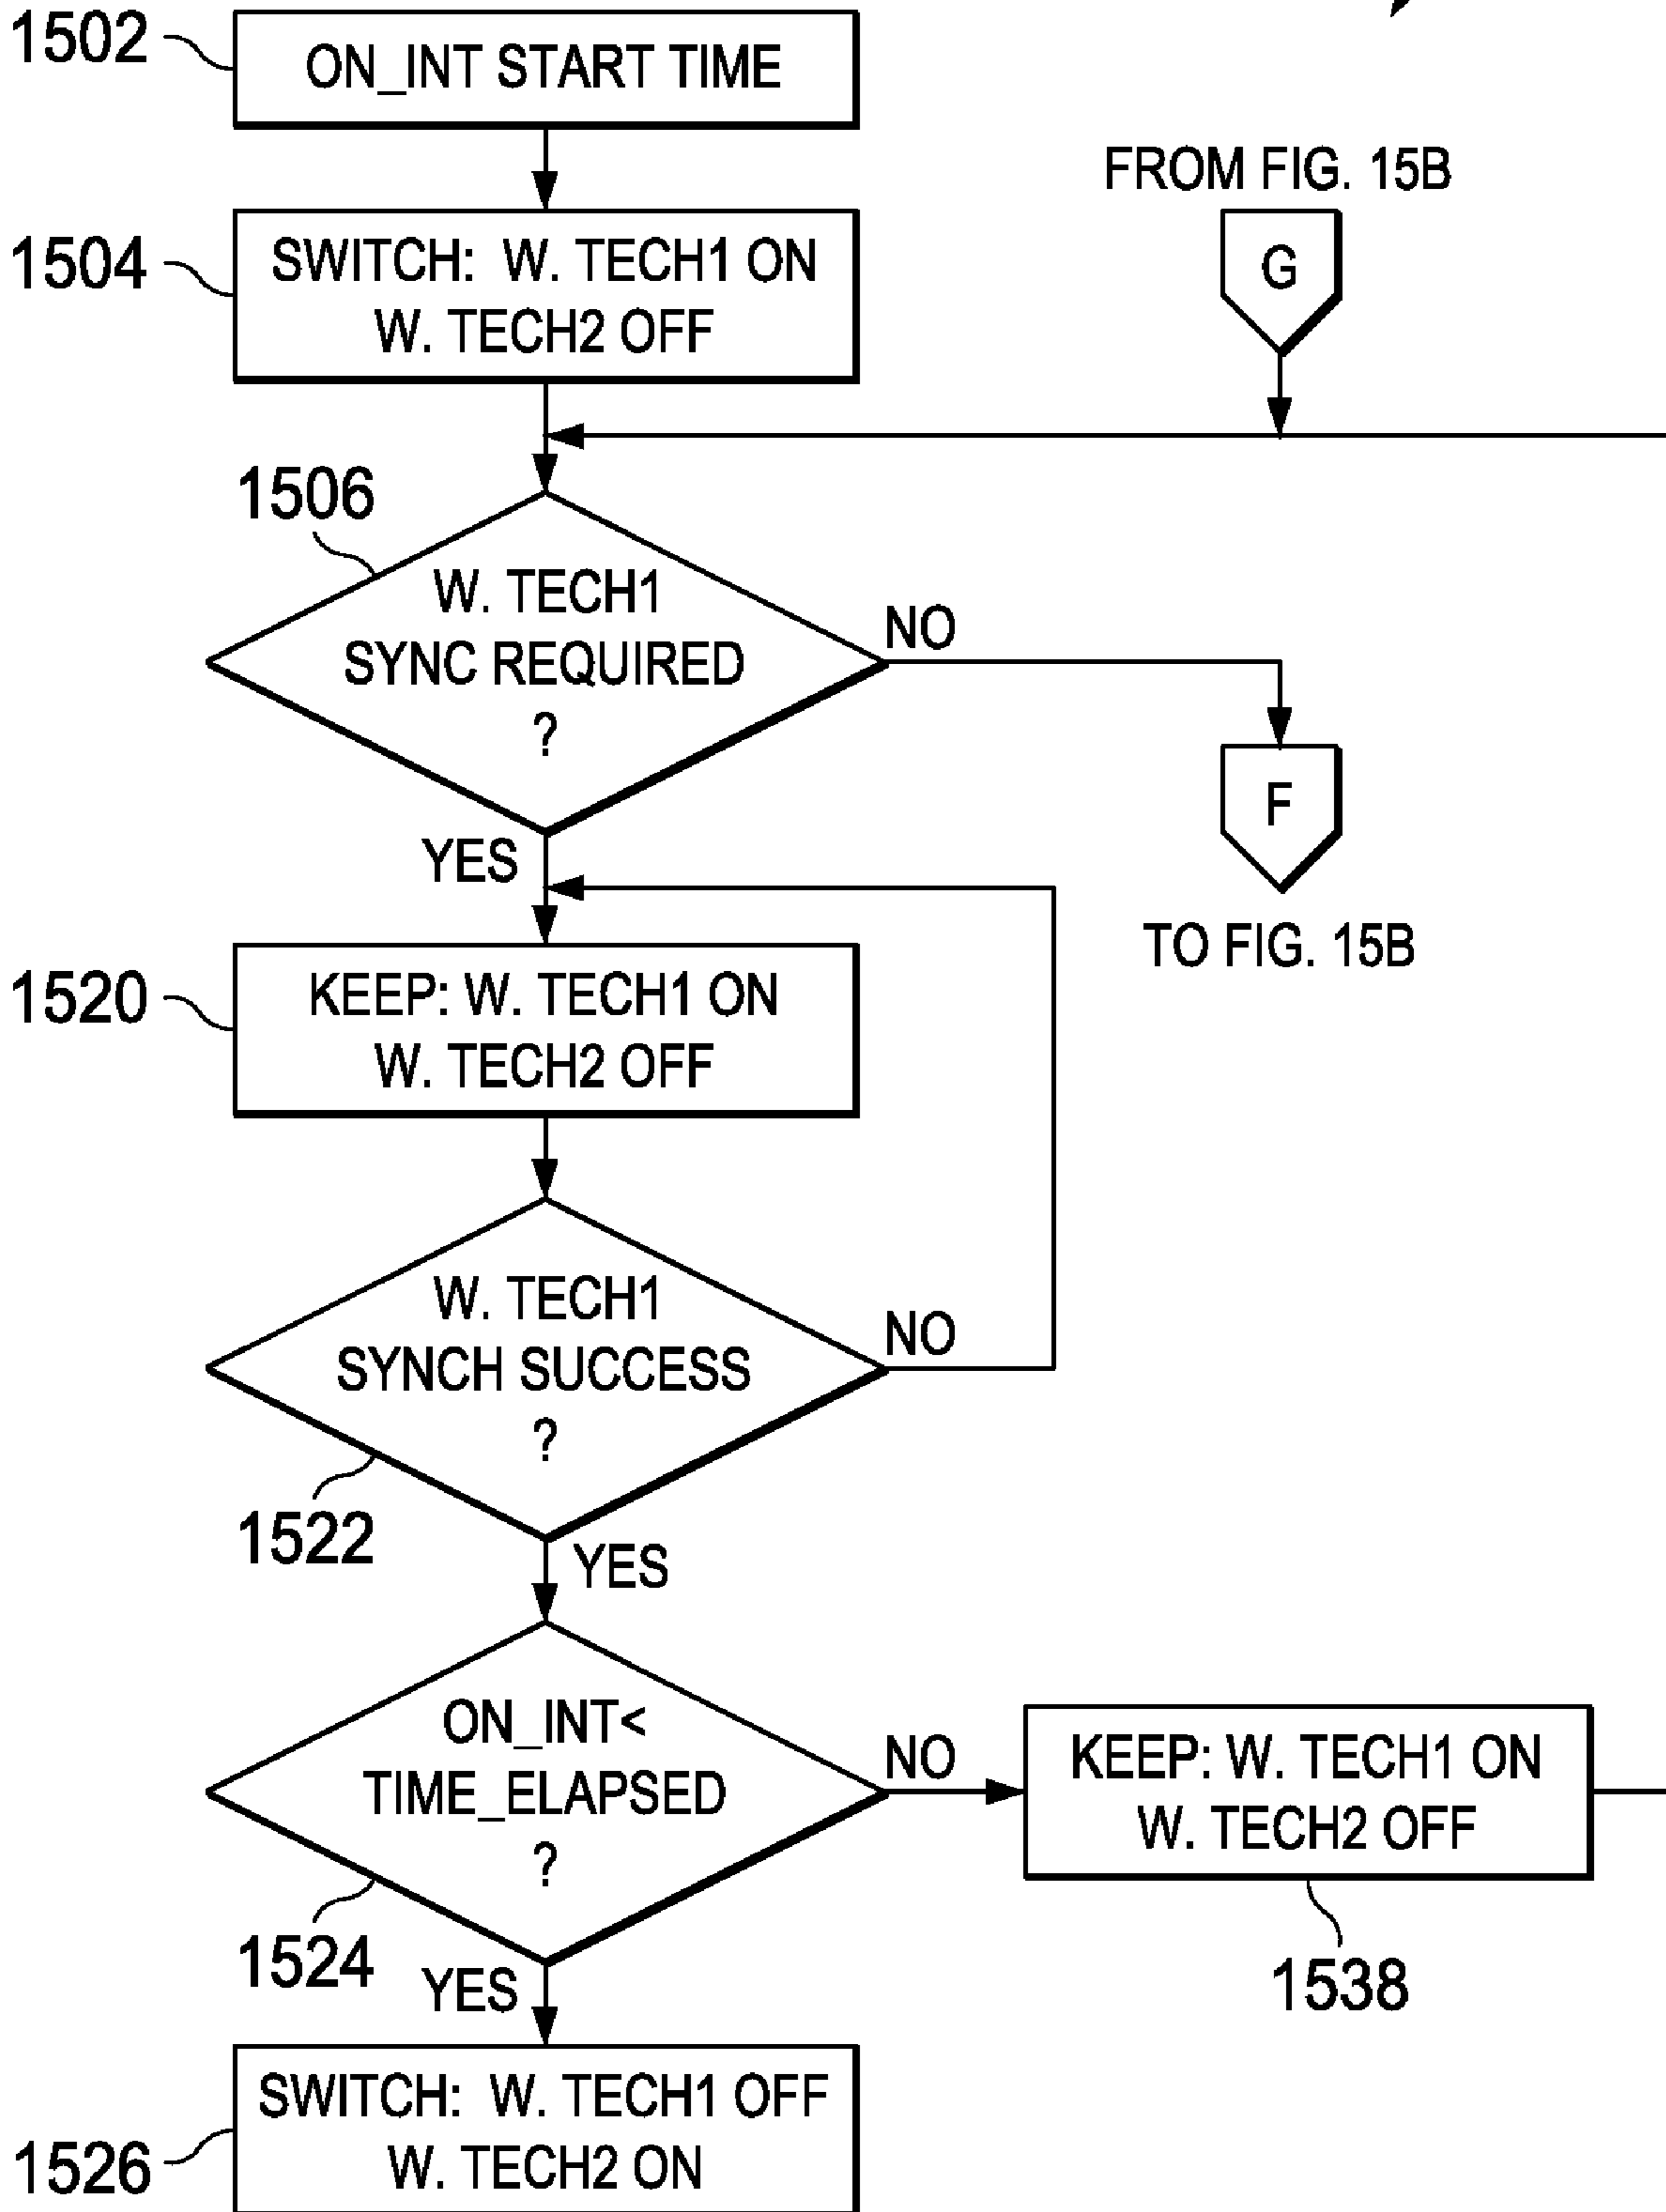 1502
ON_INT START TIME
FROM FIG. 15B
G
1504
SWITCH: W. TECH1 ON
W. TECH2 OFF
1506
W. TECH1
SYNC REQUIRED
?
NO
F
TO FIG. 15B
YES
1520
KEEP: W. TECH1 ON
W. TECH2 OFF
W. TECH1
SYNCH SUCCESS
?
NO
1522
YES
ON_INT<
TIME_ELAPSED
?
NO
KEEP: W. TECH1 ON
W. TECH2 OFF
1524
1538
YES
1526
SWITCH: W. TECH1 OFF
W. TECH2 ON